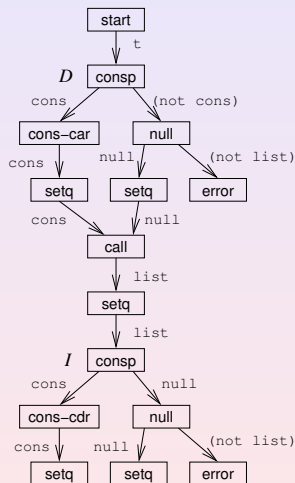 start
t
D consp
cons (not cons)
cons-car null
cons null (not list)
setq setq error
cons null
call
list
setq
list
I consp
cons null
cons-cdr null
cons null (not list)
setq setq error